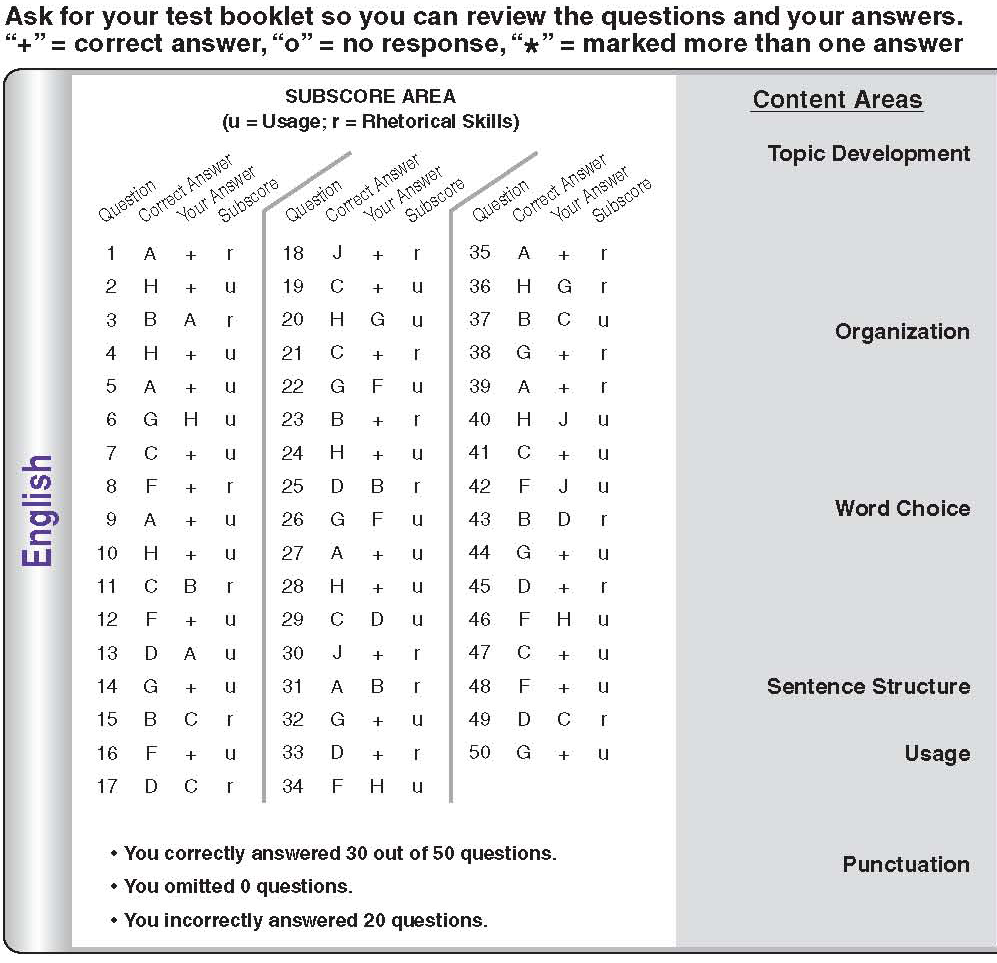 Ask for your test booklet so you can review the questions and your answers.
“+” = correct answer, “o” = no response, “*” = marked more than one answer
English
SUBSCORE AREA
(u = Usage; r = Rhetorical Skills)
Question Correct Answer Your Answer Subscore Question Correct Answer Your Answer Subscore Question Correct Answer Your Answer Subscore
1 A + r 18 J + r 35 A + r
2 H + u 19 C + u 36 H G r
3 B A r 20 H G u 37 B C u
4 H + u 21 C + r 38 G + r
5 A + u 22 G F u 39 A + r
6 G H u 23 B + r 40 H J u
7 C + u 24 H + u 41 C + u
8 F + r 25 D B r 42 F J u
9 A + u 26 G F u 43 B D r
10 H + u 27 A + u 44 G + u
11 C B r 28 H + u 45 D + r
12 F + u 29 C D u 46 F H u
13 D A u 30 J + r 47 C + u
14 G + u 31 A B r 48 F + u
15 B C r 32 G + u 49 D C r
16 F + u 33 D + r 50 G + u
17 D C r 34 F H u
• You correctly answered 30 out of 50 questions.
• You omitted 0 questions.
• You incorrectly answered 20 questions.
Content Areas
Topic Development
Organization
Word Choice
Sentence Structure
Usage
Punctuation